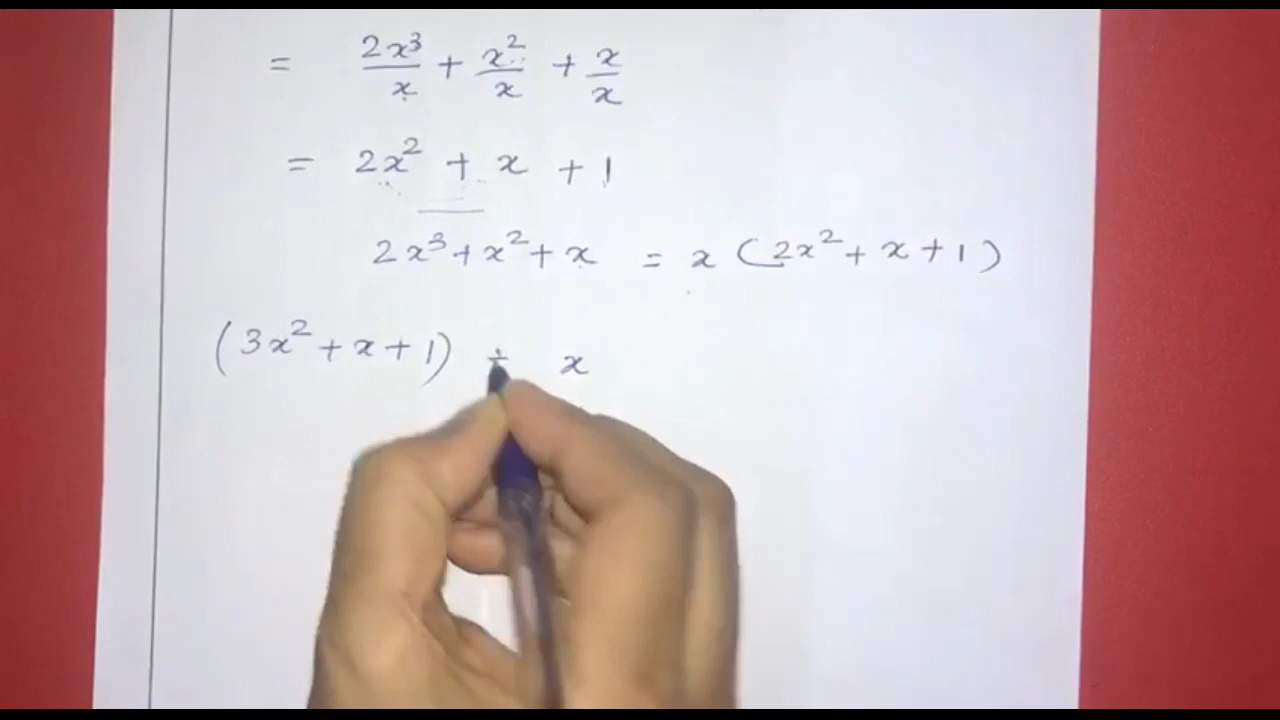 = 2x³/x + x²/x + x/x
= 2x² + x + 1
2x³ + x² + x = x (2x² + x + 1)
(3x² + x + 1) ÷ x